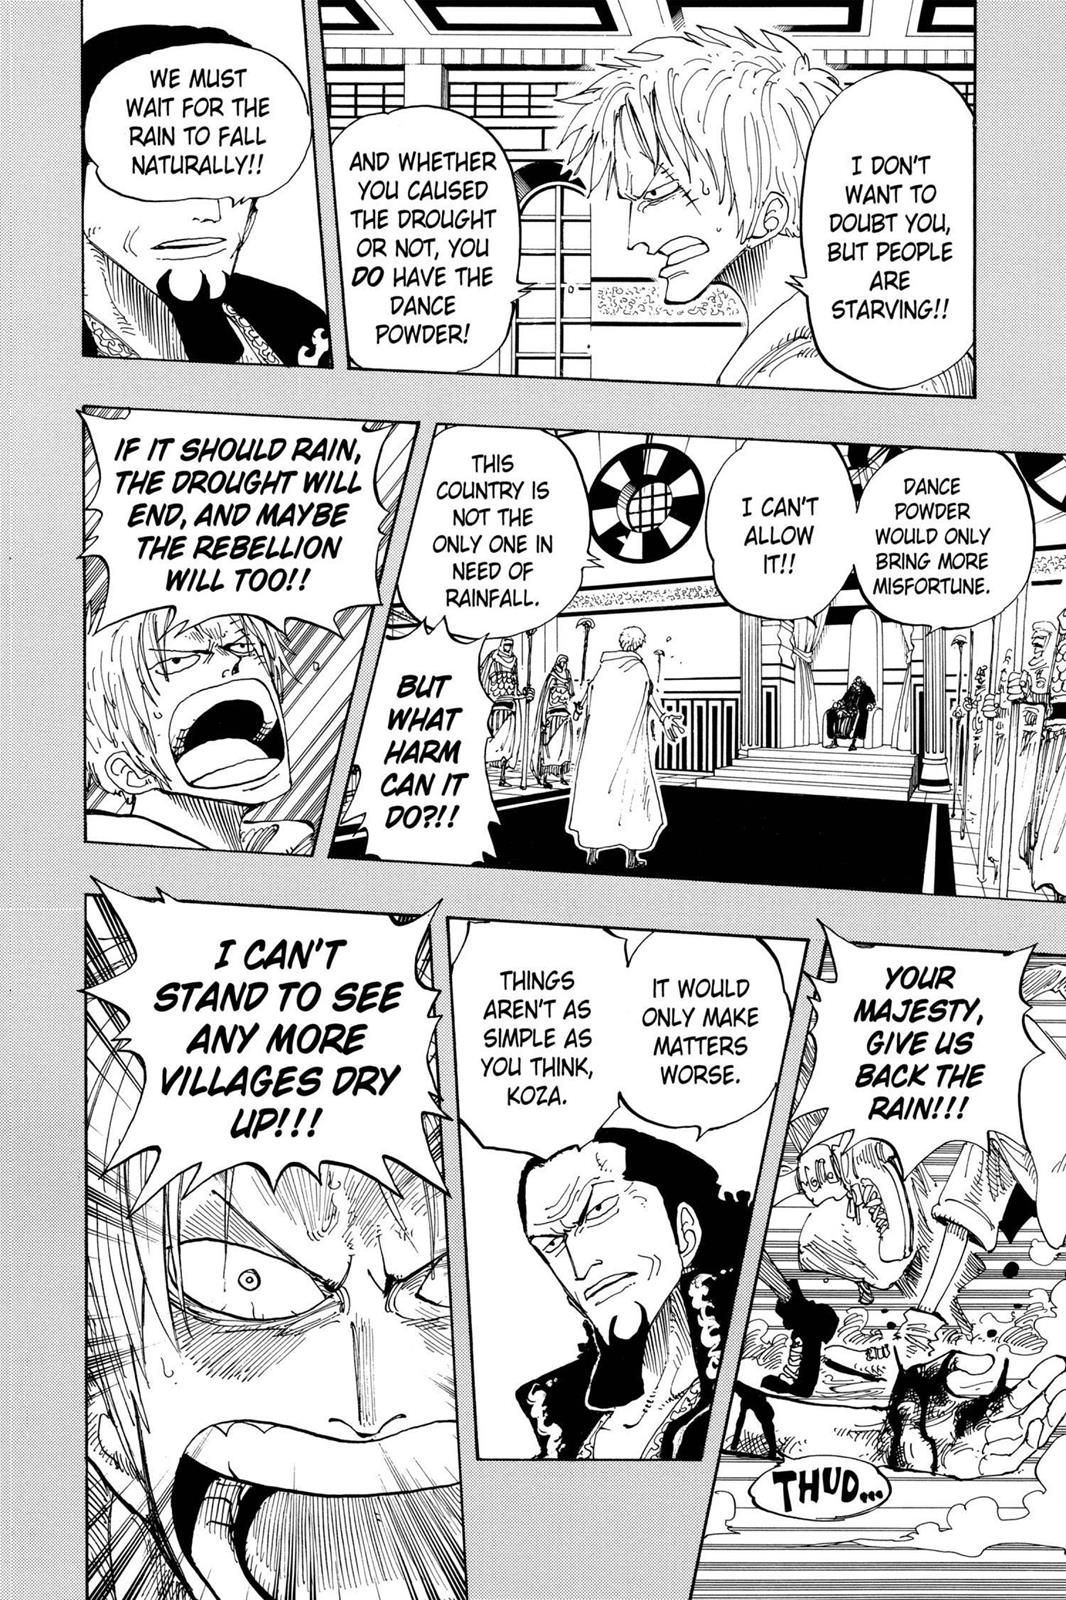 I DON'T
WANT TO
DOUBT YOU,
BUT PEOPLE
ARE
STARVING!!
AND WHETHER
YOU CAUSED
THE DROUGHT
OR NOT, YOU
DO HAVE THE
DANCE
POWDER!
WE MUST
WAIT FOR THE
RAIN TO FALL
NATURALLY!!
DANCE
POWDER
WOULD ONLY
BRING MORE
MISFORTUNE.
I CAN'T
ALLOW
IT!!
THIS
COUNTRY IS
NOT THE
ONLY ONE IN
NEED OF
RAINFALL.
BUT
WHAT
HARM
CAN IT
DO?!!
IF IT SHOULD RAIN,
THE DROUGHT WILL
END, AND MAYBE
THE REBELLION
WILL TOO!!
YOUR
MAJESTY,
GIVE US
BACK THE
RAIN!!!
THUD...
IT WOULD
ONLY MAKE
MATTERS
WORSE.
THINGS
AREN'T AS
SIMPLE AS
YOU THINK,
KOZA.
I CAN'T
STAND TO SEE
ANY MORE
VILLAGES DRY
UP!!!